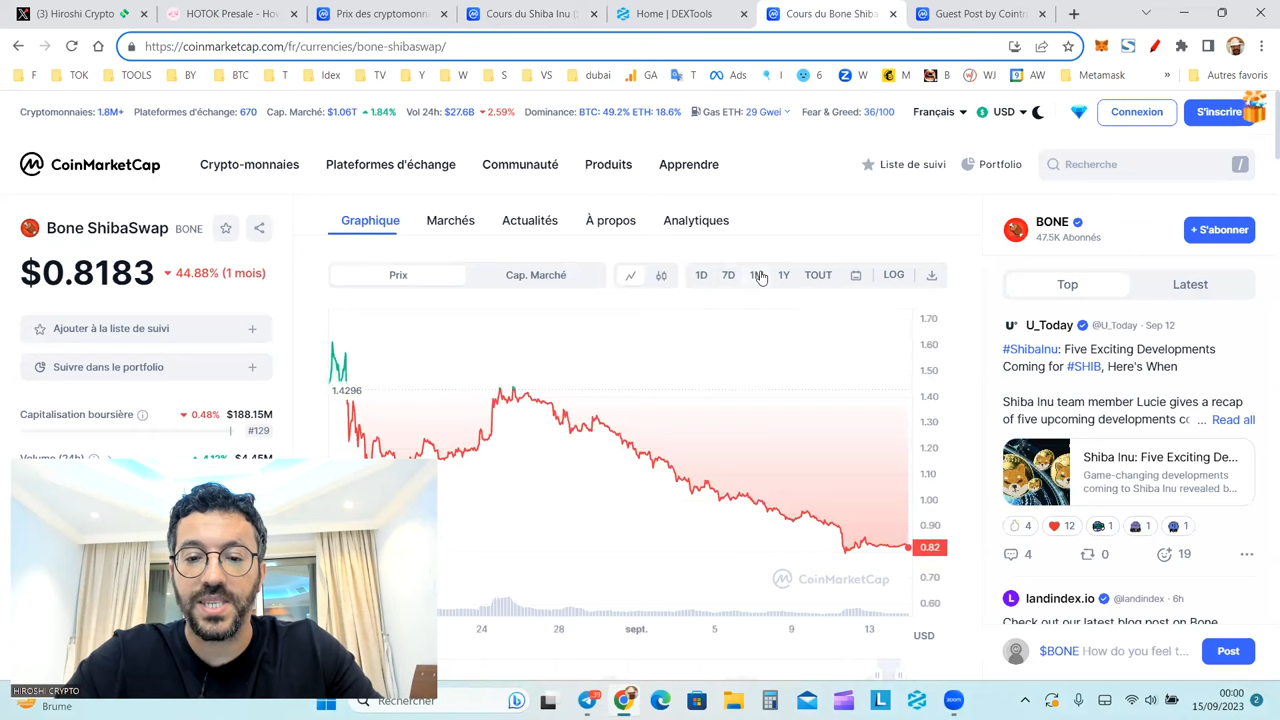 Hiroshi Crypto
HOTOK Presale - Hov
Prix des cryptomonn
Cours du Shiba Inu (
Home | DEXTools
Cours du Bone Shiba
Guest Post by Cointr
https://coinmarketcap.com/fr/currencies/bone-shibaswap/
F TOK TOOLS BY BTC T Idex TV Y W S VS dubai GA T Ads I 6 W M B WJ AW Metamask » Autres favoris
Cryptomonnaies: 1.8M+ Plateformes d'échange: 670 Cap. Marché: $1.06T 1.84% Vol 24h: $27.6B 2.59% Dominance: BTC: 49.2% ETH: 18.6% Gas ETH: 29 Gwei Fear & Greed: 36/100 Français USD Connexion S'inscrire
CoinMarketCap Crypto-monnaies Plateformes d'échange Communauté Produits Apprendre Liste de suivi Portfolio Recherche /
Bone ShibaSwap BONE
$0.8183 44.88% (1 mois)
Ajouter à la liste de suivi +
Suivre dans le portfolio +
Capitalisation boursière 0.48% $188.15M
#129
Volume (24h) 4.12% $4.45M
Graphique Marchés Actualités À propos Analytiques
Prix Cap. Marché 1D 7D 1M 1Y TOUT LOG
1.70
1.60
1.50
1.4296
1.40
1.30
1.20
1.10
1.00
0.90
0.82
0.70
0.60
CoinMarketCap
24 28 sept. 5 9 13 USD
BONE
47.5K Abonnés
+ S'abonner
Top Latest
U_Today @U_Today · Sep 12
#ShibaInu: Five Exciting Developments
Coming for #SHIB, Here's When
Shiba Inu team member Lucie gives a recap
of five upcoming developments cc ... Read all
Shiba Inu: Five Exciting De...
Game-changing developments
coming to Shiba Inu revealed b...
4 12 1 1 1
4 0 19
landindex.io @landindex · 6h
Check out our latest blog post on Bone
$BONE How do you feel t... Post
HIROSHI CRYPTO
Brume
Rechercher
39
00:00
15/09/2023
2